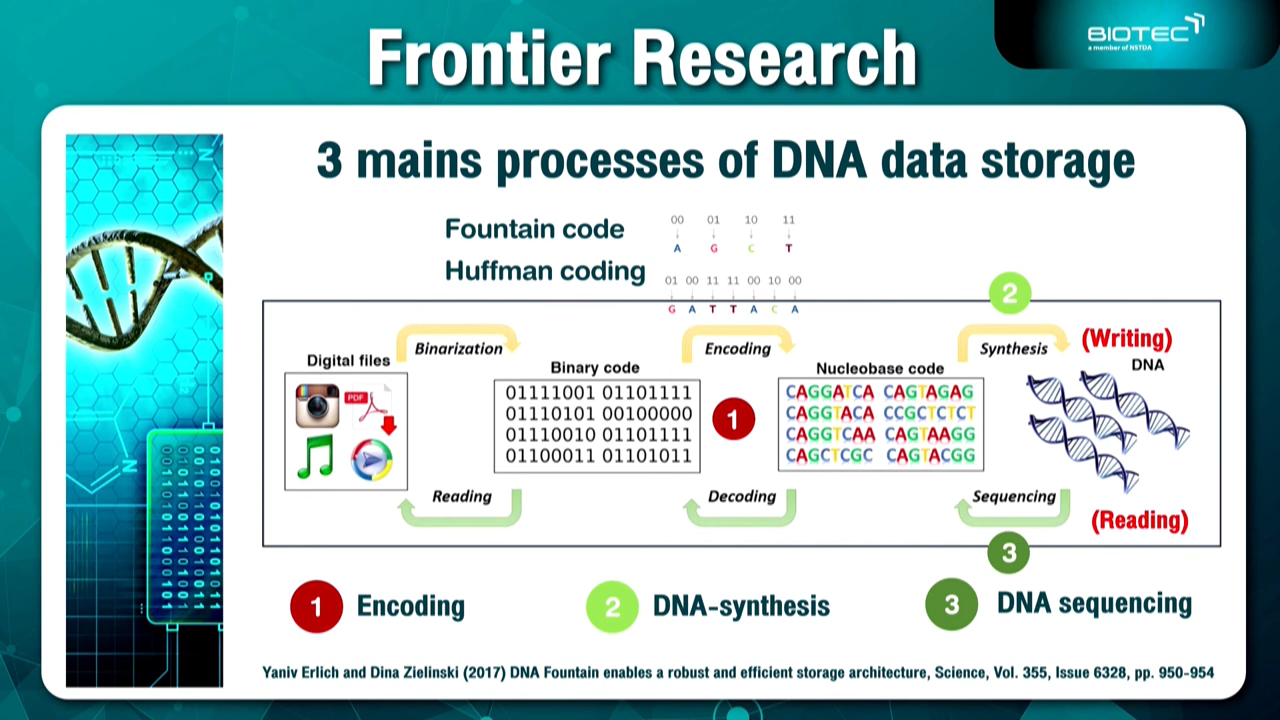 BIOTEC
a member of NSTDA
Frontier Research
3 mains processes of DNA data storage
Fountain code
00 01 10 11
A G C T
Huffman coding
01 00 11 11 00 10 00
G A T T A C A
2
Binarization
Encoding
Synthesis
(Writing)
Digital files
Binary code
Nucleobase code
DNA
PDF
01111001 01101111
01110101 00100000
01110010 01101111
01100011 01101011
1
CAGGATCA CAGTAGAG
CAGGTACA CCGCTCTCT
CAGGTCAA CAGTAAGG
CAGCTCGC CAGTACGG
Reading
Decoding
Sequencing
(Reading)
3
1 Encoding
2 DNA-synthesis
3 DNA sequencing
Yaniv Erlich and Dina Zielinski (2017) DNA Fountain enables a robust and efficient storage architecture, Science, Vol. 355, Issue 6328, pp. 950-954